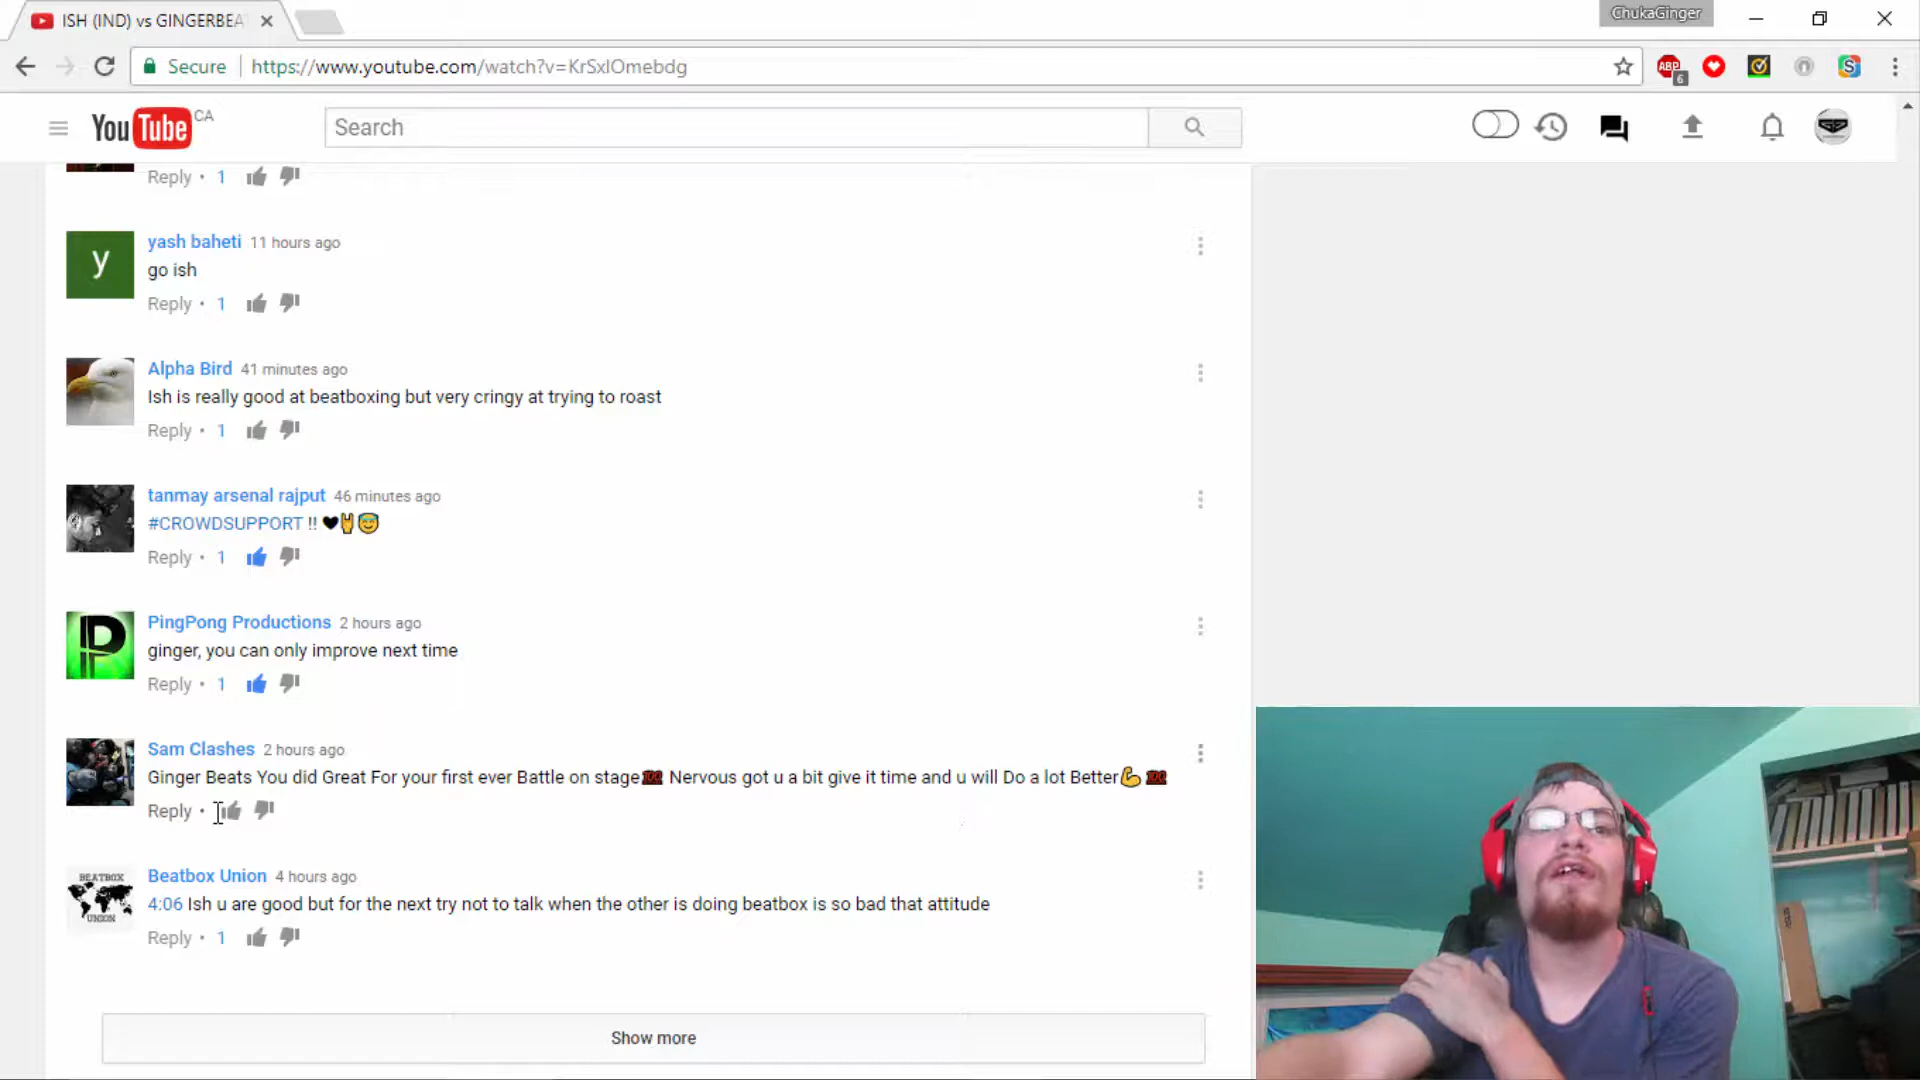 ISH (IND) vs GINGERBEA
ChukaGinger
Secure https://www.youtube.com/watch?v=KrSxlOmebdg
ABP
6
S
YouTube CA
Search
Reply • 1
y
yash baheti 11 hours ago
go ish
Reply • 1
Alpha Bird 41 minutes ago
Ish is really good at beatboxing but very cringy at trying to roast
Reply • 1
tanmay arsenal rajput 46 minutes ago
#CROWDSUPPORT !! 🖤🤘😇
Reply • 1
PingPong Productions 2 hours ago
ginger, you can only improve next time
Reply • 1
Sam Clashes 2 hours ago
Ginger Beats You did Great For your first ever Battle on stage💯 Nervous got u a bit give it time and u will Do a lot Better💪💯
Reply •
BEATBOX
UNION
Beatbox Union 4 hours ago
4:06 Ish u are good but for the next try not to talk when the other is doing beatbox is so bad that attitude
Reply • 1
Show more